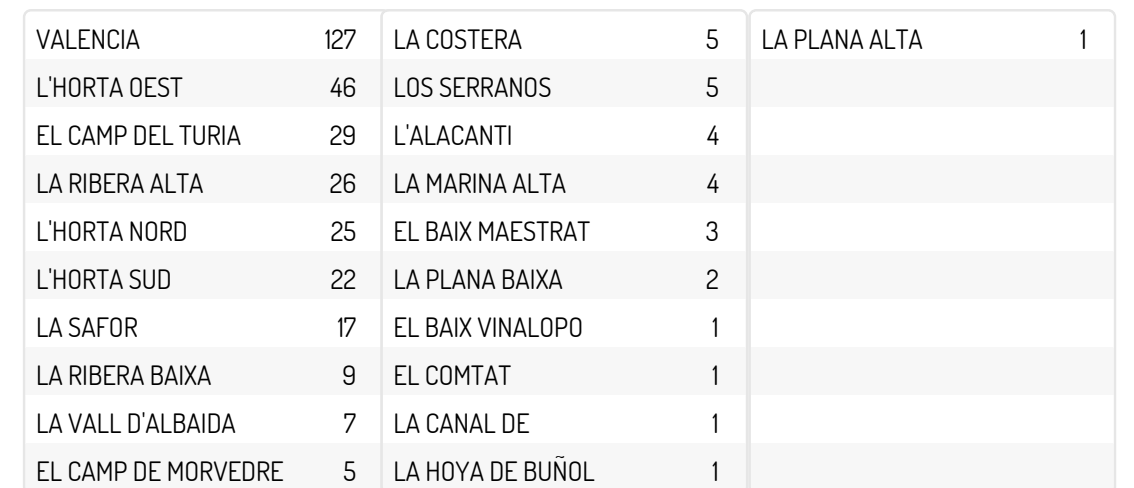 VALENCIA 127
L'HORTA OEST 46
EL CAMP DEL TURIA 29
LA RIBERA ALTA 26
L'HORTA NORD 25
L'HORTA SUD 22
LA SAFOR 17
LA RIBERA BAIXA 9
LA VALL D'ALBAIDA 7
EL CAMP DE MORVEDRE 5
LA COSTERA 5
LOS SERRANOS 5
L'ALACANTI 4
LA MARINA ALTA 4
EL BAIX MAESTRAT 3
LA PLANA BAIXA 2
EL BAIX VINALOPO 1
EL COMTAT 1
LA CANAL DE 1
LA HOYA DE BUÑOL 1
LA PLANA ALTA 1